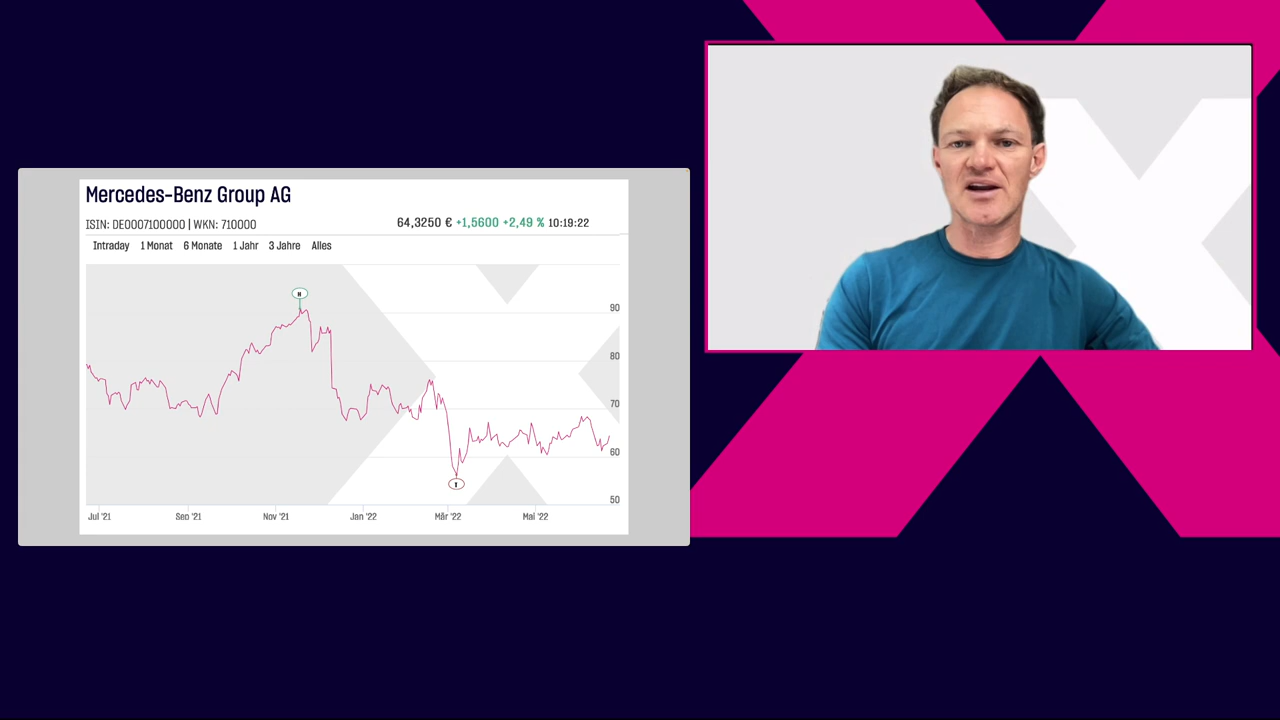 Mercedes-Benz Group AG
ISIN: DE0007100000 | WKN: 710000
64,3250 € +1,5600 +2,49 % 10:19:22
Intraday 1 Monat 6 Monate 1 Jahr 3 Jahre Alles
H
90
80
70
60
50
T
Jul '21 Sep '21 Nov '21 Jan '22 Mär '22 Mai '22